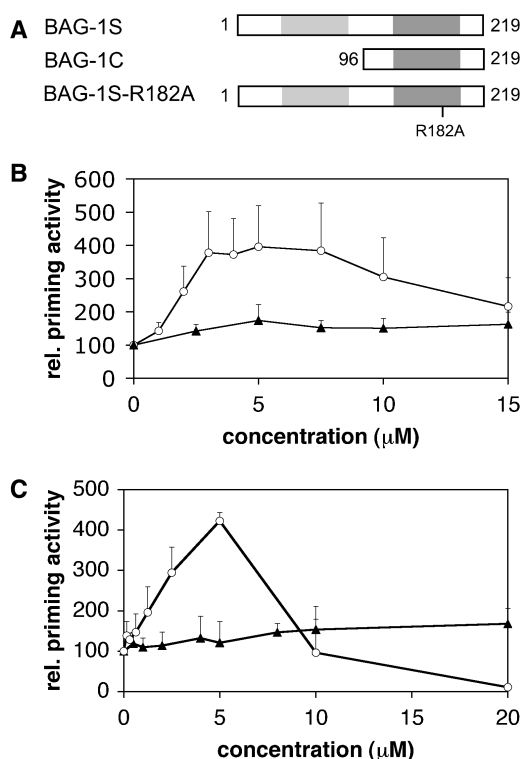 A
BAG-1S 1 219
BAG-1C 96 219
BAG-1S-R182A 1 219
R182A
B
rel. priming activity
600
500
400
300
200
100
0
0 5 10 15
concentration (μM)
C
rel. priming activity
500
400
300
200
100
0
0 5 10 15 20
concentration (μM)